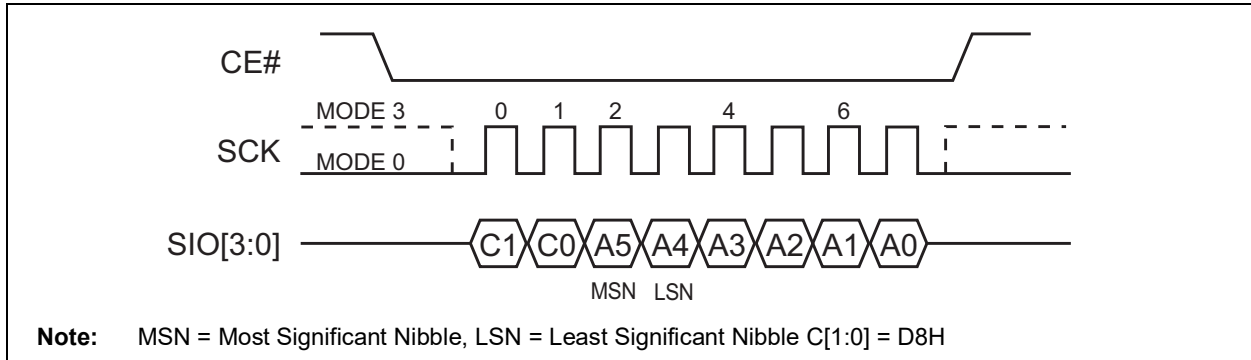 CE#
MODE 3 0 1 2 4 6
SCK
MODE 0
SIO[3:0] C1 C0 A5 A4 A3 A2 A1 A0
MSN LSN
Note: MSN = Most Significant Nibble, LSN = Least Significant Nibble C[1:0] = D8H